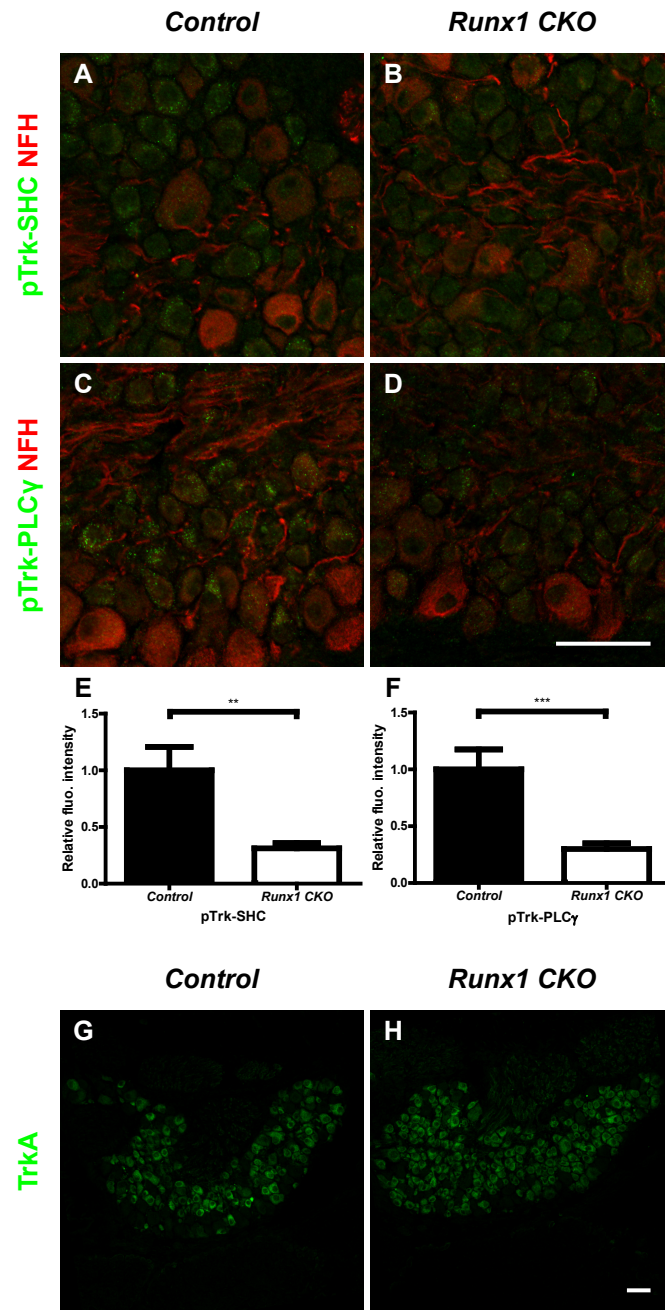 Control Runx1 CKO
A B
pTrk-SHC NFH
C D
pTrk-PLCγ NFH
E F
** ***
Relative fluo. intensity
1.5
1.0
0.5
0.0
Control Runx1 CKO
pTrk-SHC
Relative fluo. intensity
1.5
1.0
0.5
0.0
Control Runx1 CKO
pTrk-PLCγ
Control Runx1 CKO
G H
TrkA